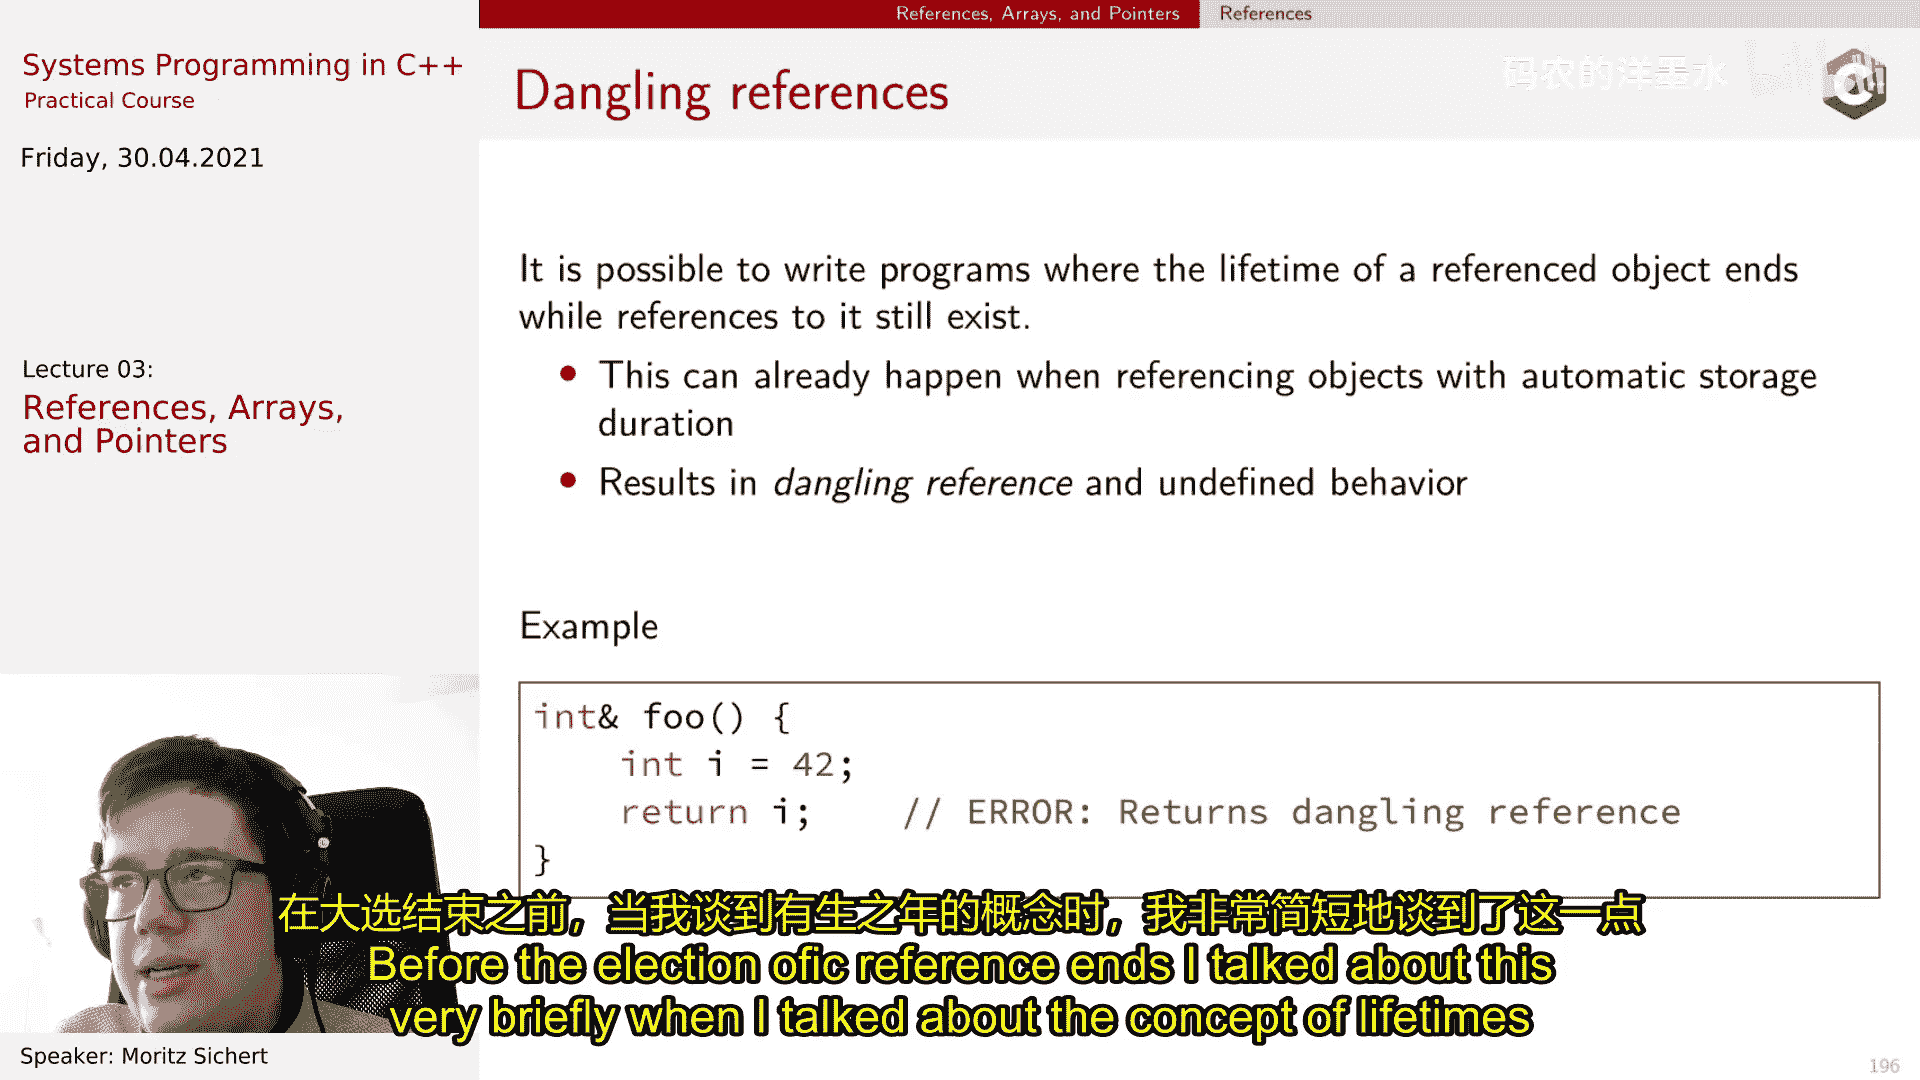 References, Arrays, and Pointers
References
Systems Programming in C++
Practical Course
Friday, 30.04.2021
Lecture 03:
References, Arrays,
and Pointers
Dangling references
码农的洋墨水
It is possible to write programs where the lifetime of a referenced object ends
while references to it still exist.
• This can already happen when referencing objects with automatic storage
duration
• Results in dangling reference and undefined behavior
Example
int& foo() {
int i = 42;
return i; // ERROR: Returns dangling reference
}
在大选结束之前，当我谈到有生之年的概念时，我非常简短地谈到了这一点
Before the election ofic reference ends I talked about this
very briefly when I talked about the concept of lifetimes
Speaker: Moritz Sichert
196